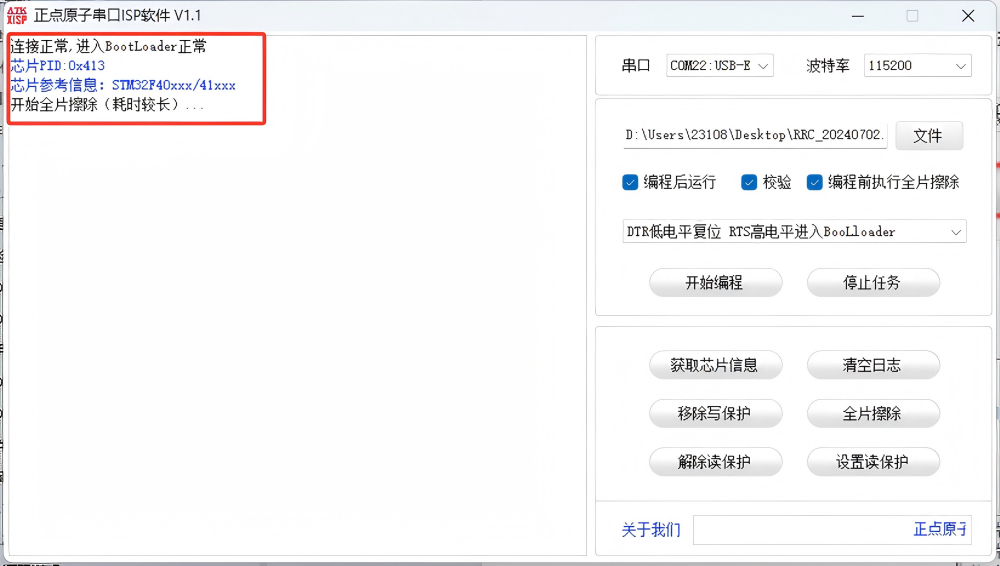 ATK
XISP
正点原子串口ISP软件 V1.1
连接正常,进入BootLoader正常
芯片PID:0x413
芯片参考信息: STM32F40xxx/41xxx
开始全片擦除（耗时较长）...
串口 COM22:USB-E 波特率 115200
D:\Users\23108\Desktop\RRC_20240702. 文件
编程后运行 校验 编程前执行全片擦除
DTR低电平复位 RTS高电平进入BooLloader
开始编程 停止任务
获取芯片信息 清空日志
移除写保护 全片擦除
解除读保护 设置读保护
关于我们 正点原子